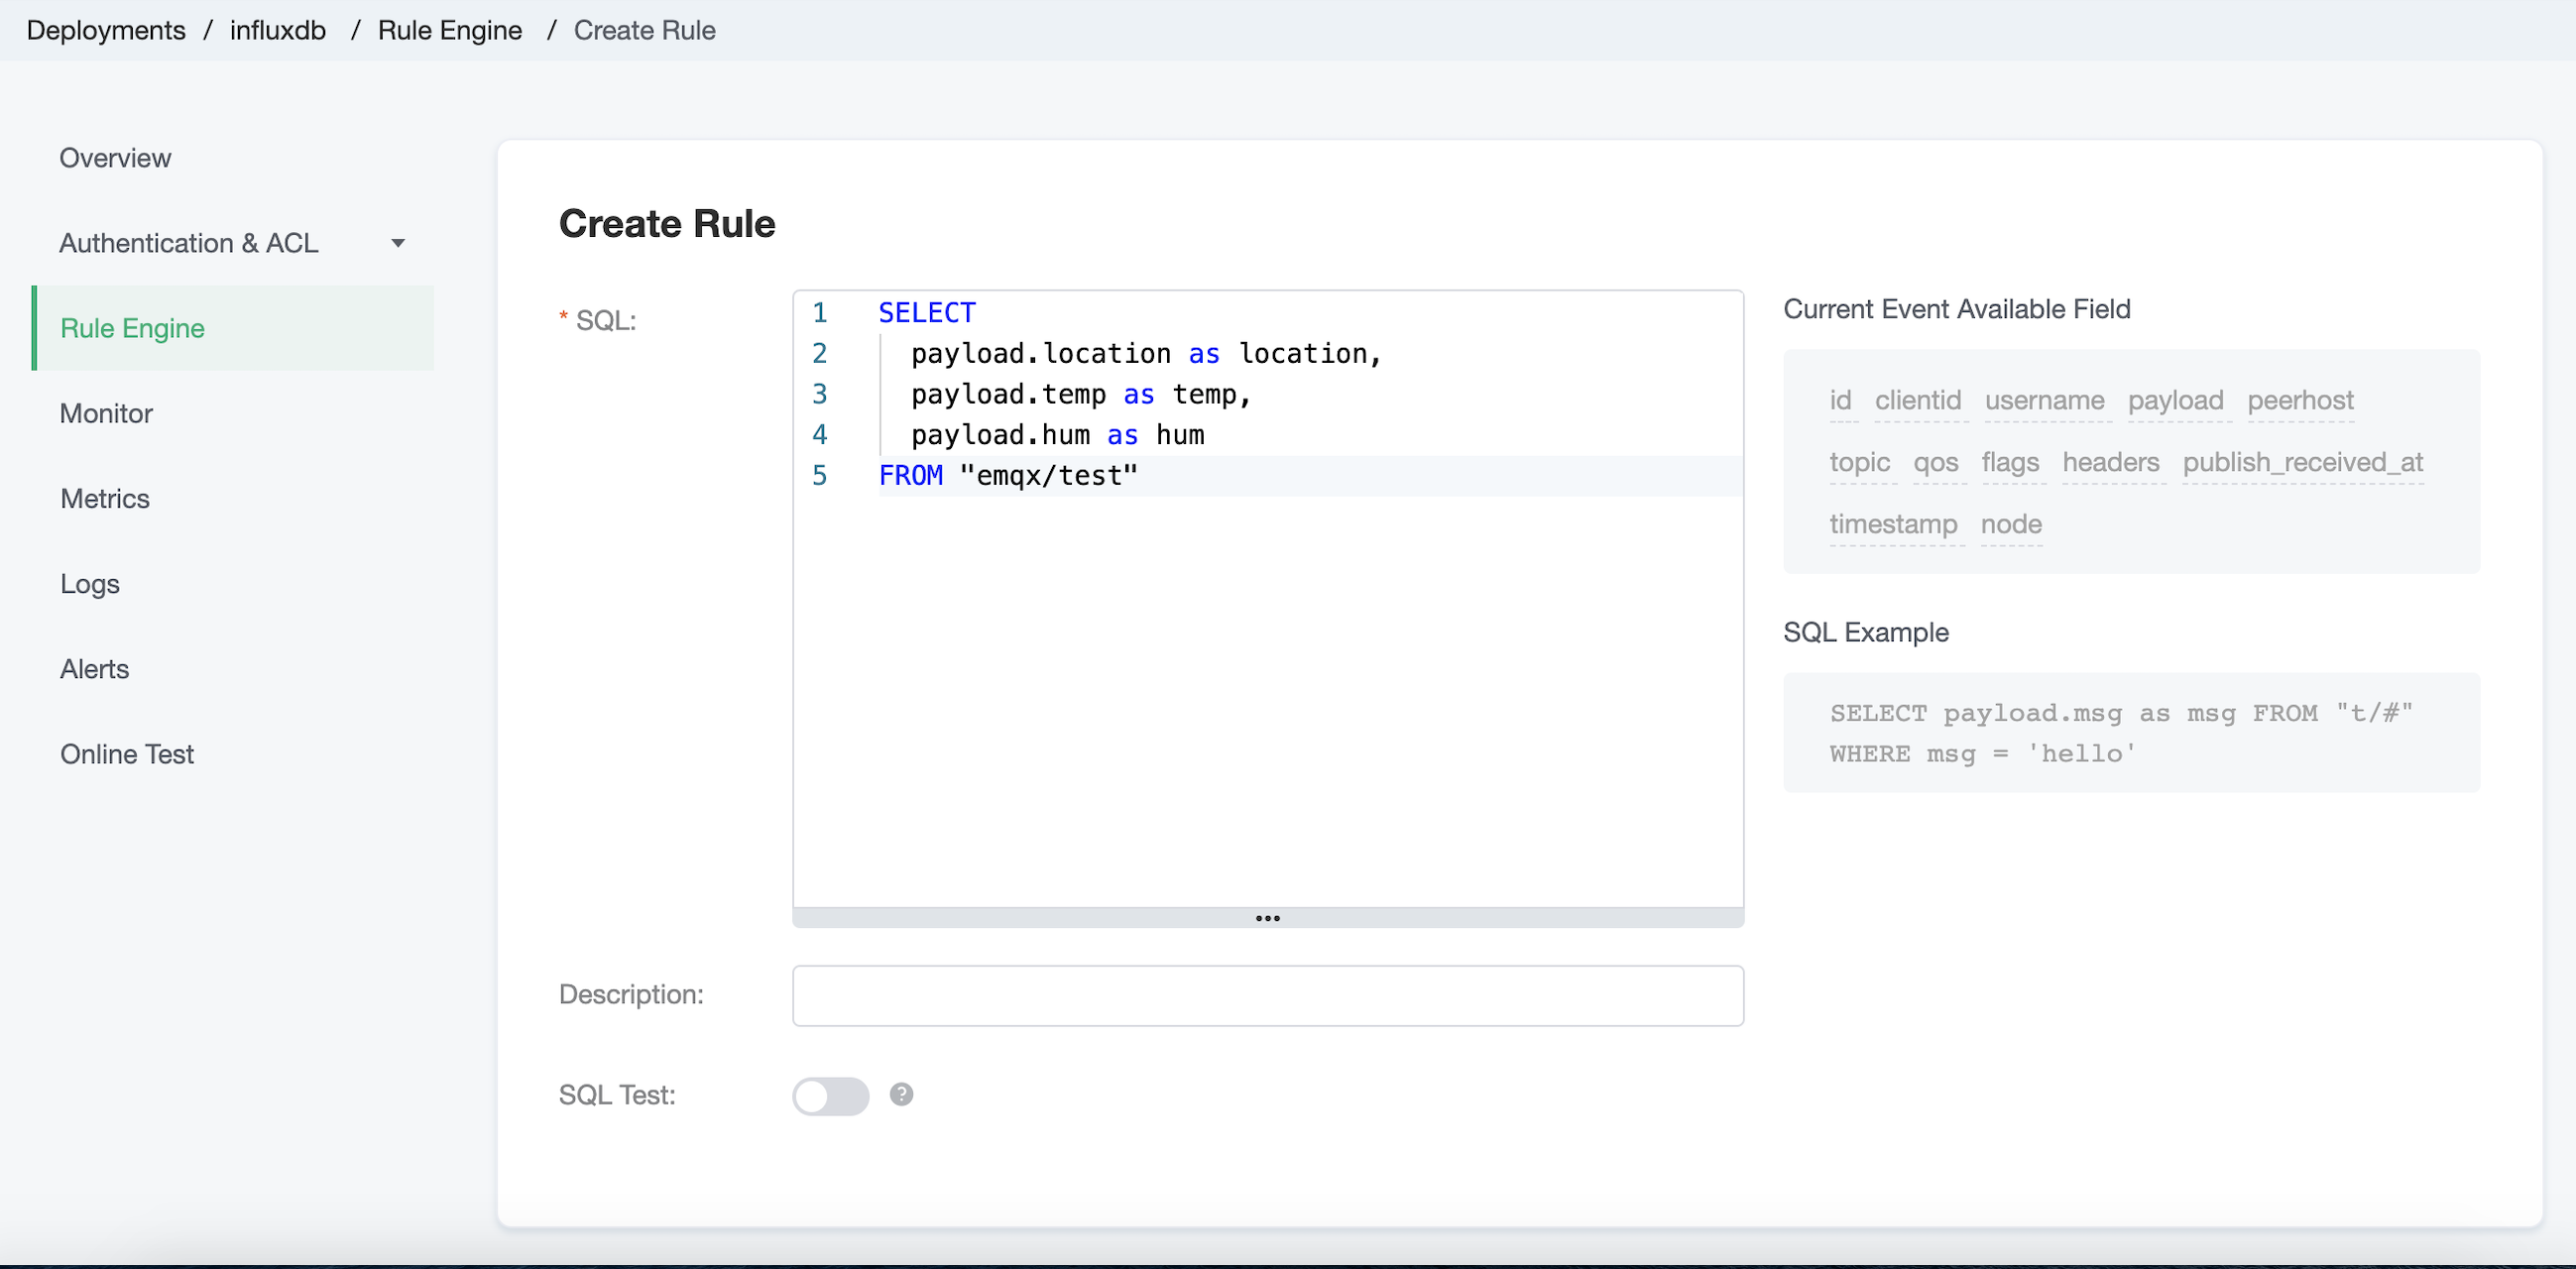 Deployments / influxdb / Rule Engine / Create Rule
Overview
Authentication & ACL
Rule Engine
Monitor
Metrics
Logs
Alerts
Online Test
Create Rule
* SQL:
1 SELECT
2 payload.location as location,
3 payload.temp as temp,
4 payload.hum as hum
5 FROM "emqx/test"
Description:
SQL Test:
?
Current Event Available Field
id clientid username payload peerhost
topic qos flags headers publish_received_at
timestamp node
SQL Example
SELECT payload.msg as msg FROM "t/#"
WHERE msg = 'hello'